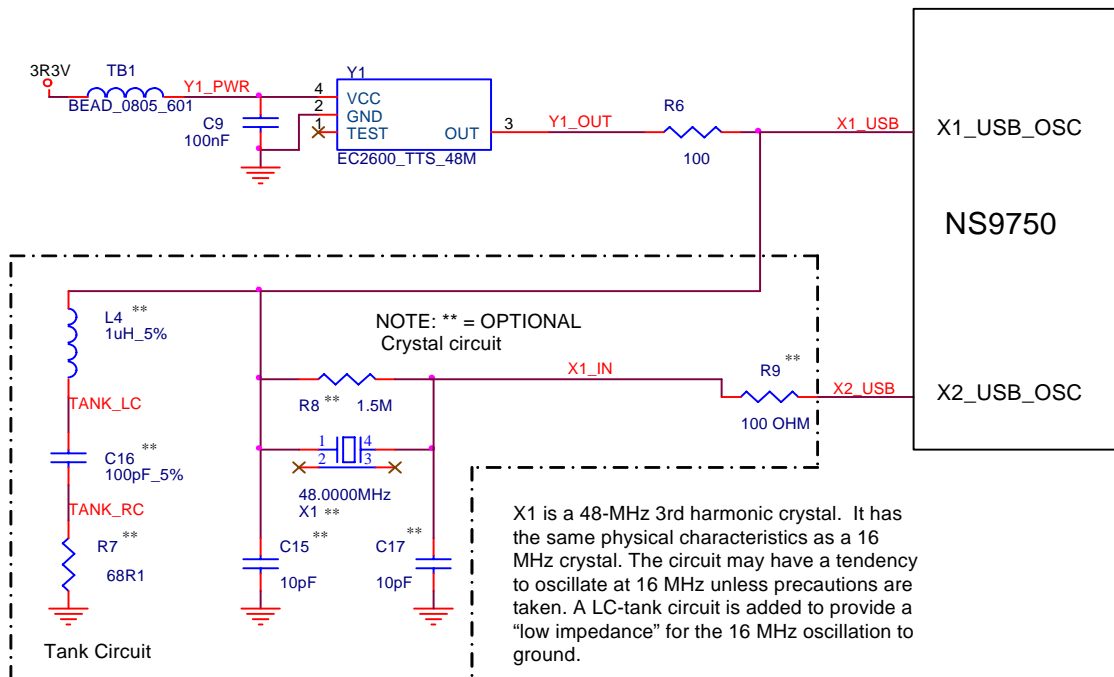 3R3V
TB1
BEAD_0805_601
Y1_PWR
C9
100nF
Y1
4
2
1
VCC
GND
TEST
OUT
3
EC2600_TTS_48M
Y1_OUT
R6
100
X1_USB
X1_USB_OSC
NS9750
X2_USB_OSC
L4 **
1uH_5%
NOTE: ** = OPTIONAL
Crystal circuit
X1_IN
R9 **
X2_USB
100 OHM
TANK_LC
R8 ** 1.5M
C16 **
100pF_5%
1 4
2 3
48.0000MHz
X1 **
TANK_RC
R7 **
68R1
C15 **
10pF
C17 **
10pF
Tank Circuit
X1 is a 48-MHz 3rd harmonic crystal. It has
the same physical characteristics as a 16
MHz crystal. The circuit may have a tendency
to oscillate at 16 MHz unless precautions are
taken. A LC-tank circuit is added to provide a
“low impedance” for the 16 MHz oscillation to
ground.